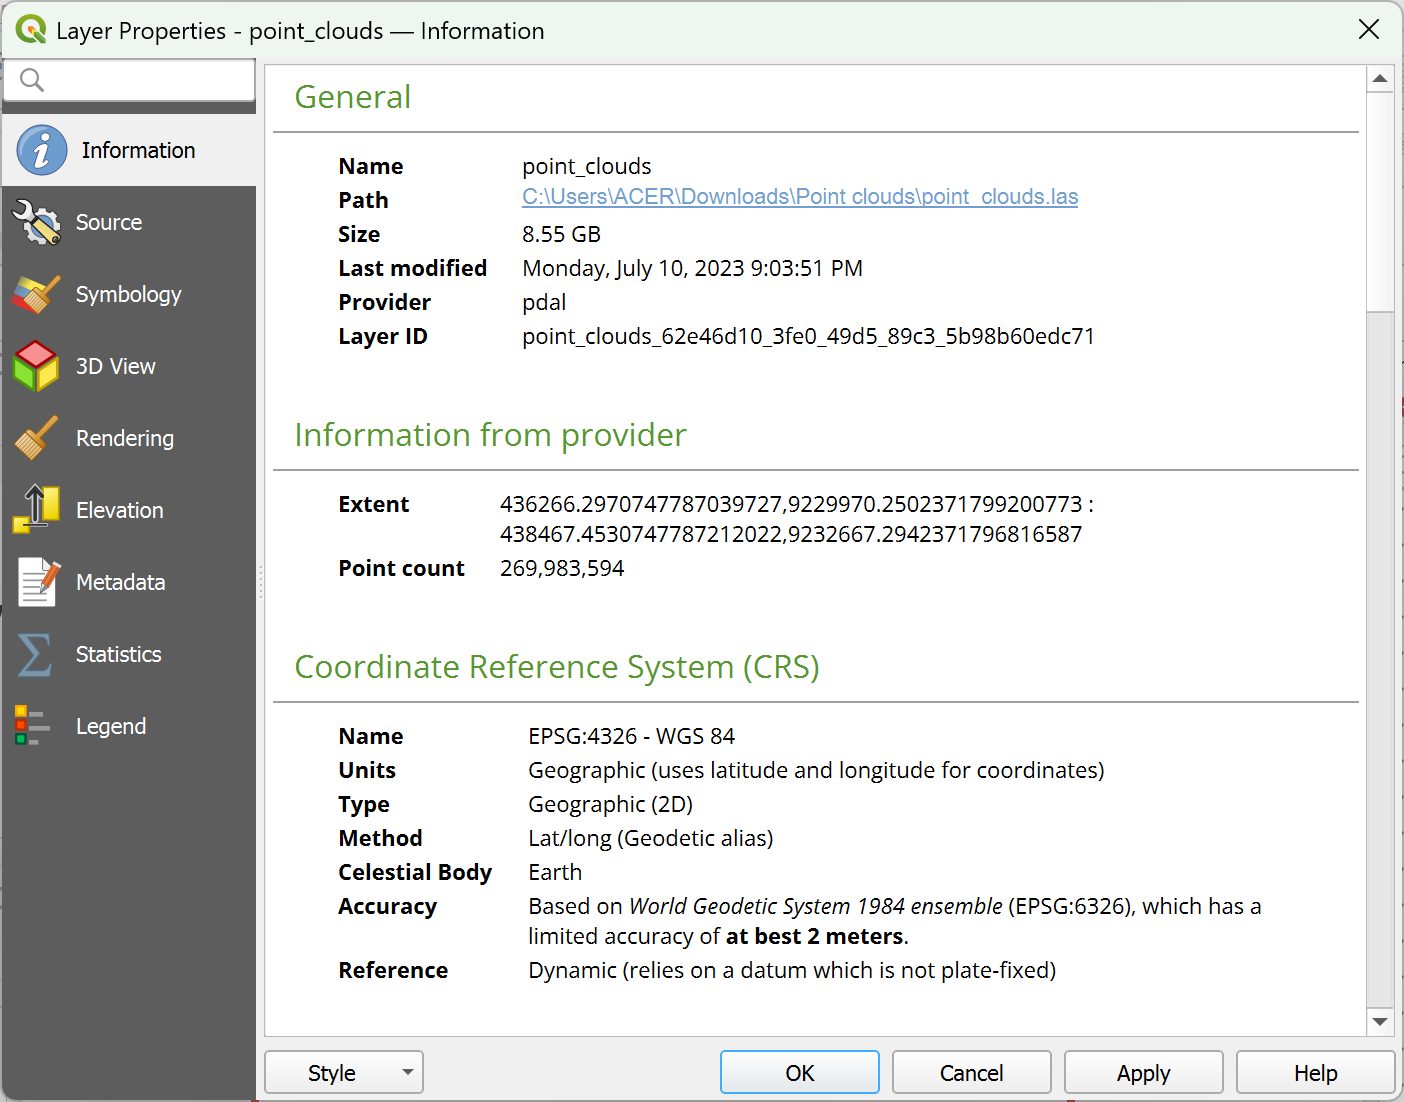 Layer Properties - point_clouds — Information
Information
Source
Symbology
3D View
Rendering
Elevation
Metadata
Statistics
Legend
General
Name point_clouds
Path C:\Users\ACER\Downloads\Point clouds\point_clouds.las
Size 8.55 GB
Last modified Monday, July 10, 2023 9:03:51 PM
Provider pdal
Layer ID point_clouds_62e46d10_3fe0_49d5_89c3_5b98b60edc71
Information from provider
Extent 436266.2970747787039727,9229970.2502371799200773 :
438467.4530747787212022,9232667.2942371796816587
Point count 269,983,594
Coordinate Reference System (CRS)
Name EPSG:4326 - WGS 84
Units Geographic (uses latitude and longitude for coordinates)
Type Geographic (2D)
Method Lat/long (Geodetic alias)
Celestial Body Earth
Accuracy Based on World Geodetic System 1984 ensemble (EPSG:6326), which has a
limited accuracy of at best 2 meters.
Reference Dynamic (relies on a datum which is not plate-fixed)
Style OK Cancel Apply Help